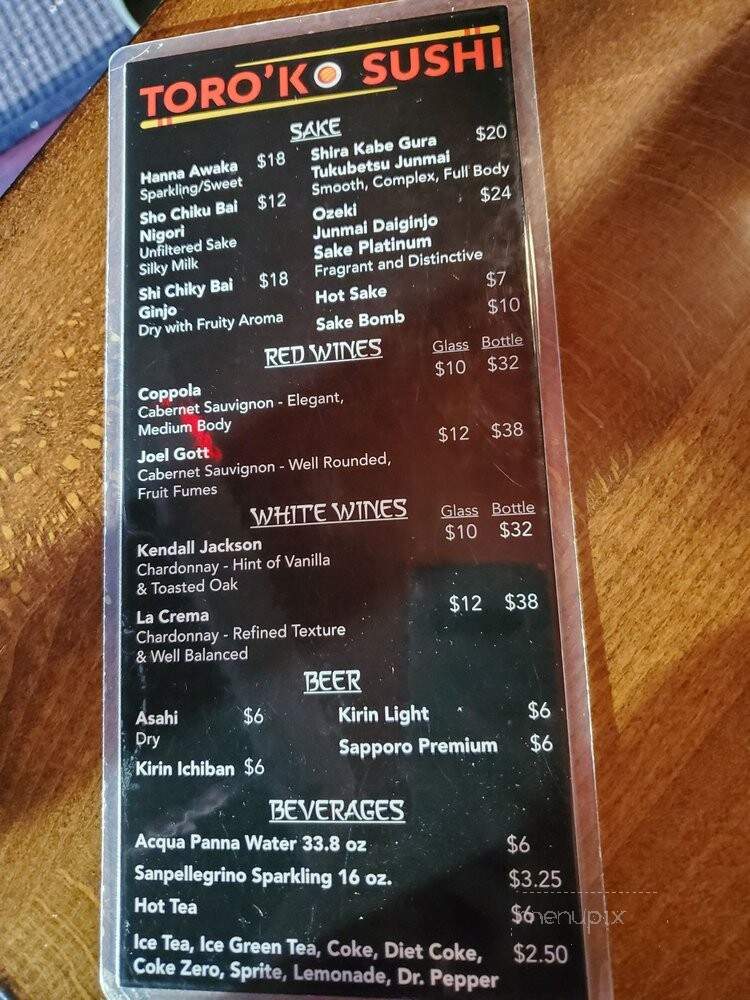 TORO'KO SUSHI
SAKE
Hanna Awaka $18
Sparkling/Sweet
Sho Chiku Bai $12
Nigori
Unfiltered Sake
Silky Milk
Shi Chiky Bai $18
Ginjo
Dry with Fruity Aroma
Shira Kabe Gura $20
Tukubetsu Junmai
Smooth, Complex, Full Body
Ozeki $24
Junmai Daiginjo
Sake Platinum
Fragrant and Distinctive
Hot Sake $7
Sake Bomb $10
RED WINES Glass Bottle
Coppola $10 $32
Cabernet Sauvignon - Elegant,
Medium Body
Joel Gott $12 $38
Cabernet Sauvignon - Well Rounded,
Fruit Fumes
WHITE WINES Glass Bottle
Kendall Jackson $10 $32
Chardonnay - Hint of Vanilla
& Toasted Oak
La Crema $12 $38
Chardonnay - Refined Texture
& Well Balanced
BEER
Asahi $6
Dry
Kirin Ichiban $6
Kirin Light $6
Sapporo Premium $6
BEVERAGES
Acqua Panna Water 33.8 oz $6
Sanpellegrino Sparkling 16 oz. $3.25
Hot Tea $6
Ice Tea, Ice Green Tea, Coke, Diet Coke, $2.50
Coke Zero, Sprite, Lemonade, Dr. Pepper
menupix